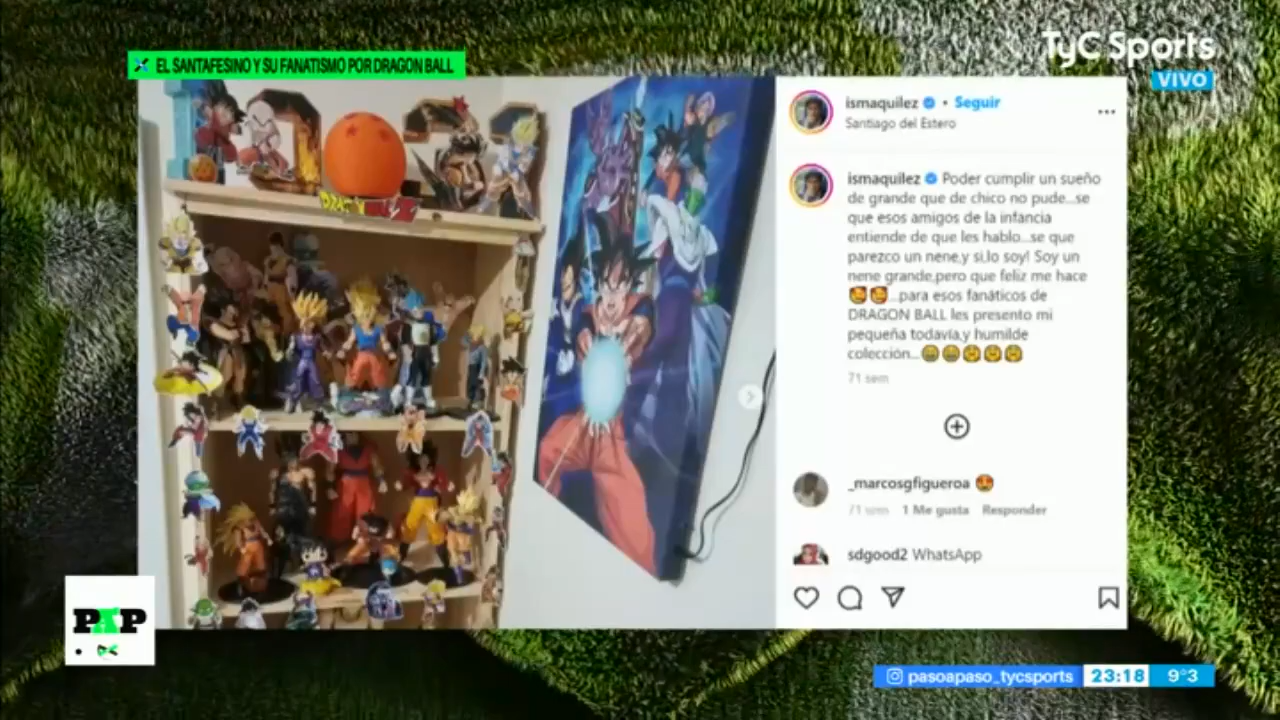 TyC Sports
VIVO
EL SANTAFESINO Y SU FANATISMO POR DRAGON BALL
ismaquilez • Seguir
Santiago del Estero
ismaquilez Poder cumplir un sueño
de grande que de chico no pude...se
que esos amigos de la infancia
entiende de que les hablo...se que
parezco un nene,y si,lo soy! Soy un
nene grande,pero que feliz me hace
🥰🥰...para esos fanáticos de
DRAGON BALL les presento mi
pequeña todavía,y humilde
colección...
71 sem
_marcosgfigueroa 😍
71 sem 1 Me gusta Responder
sdgood2 WhatsApp
PAP
pasoapaso_tycsports
23:18
9°3